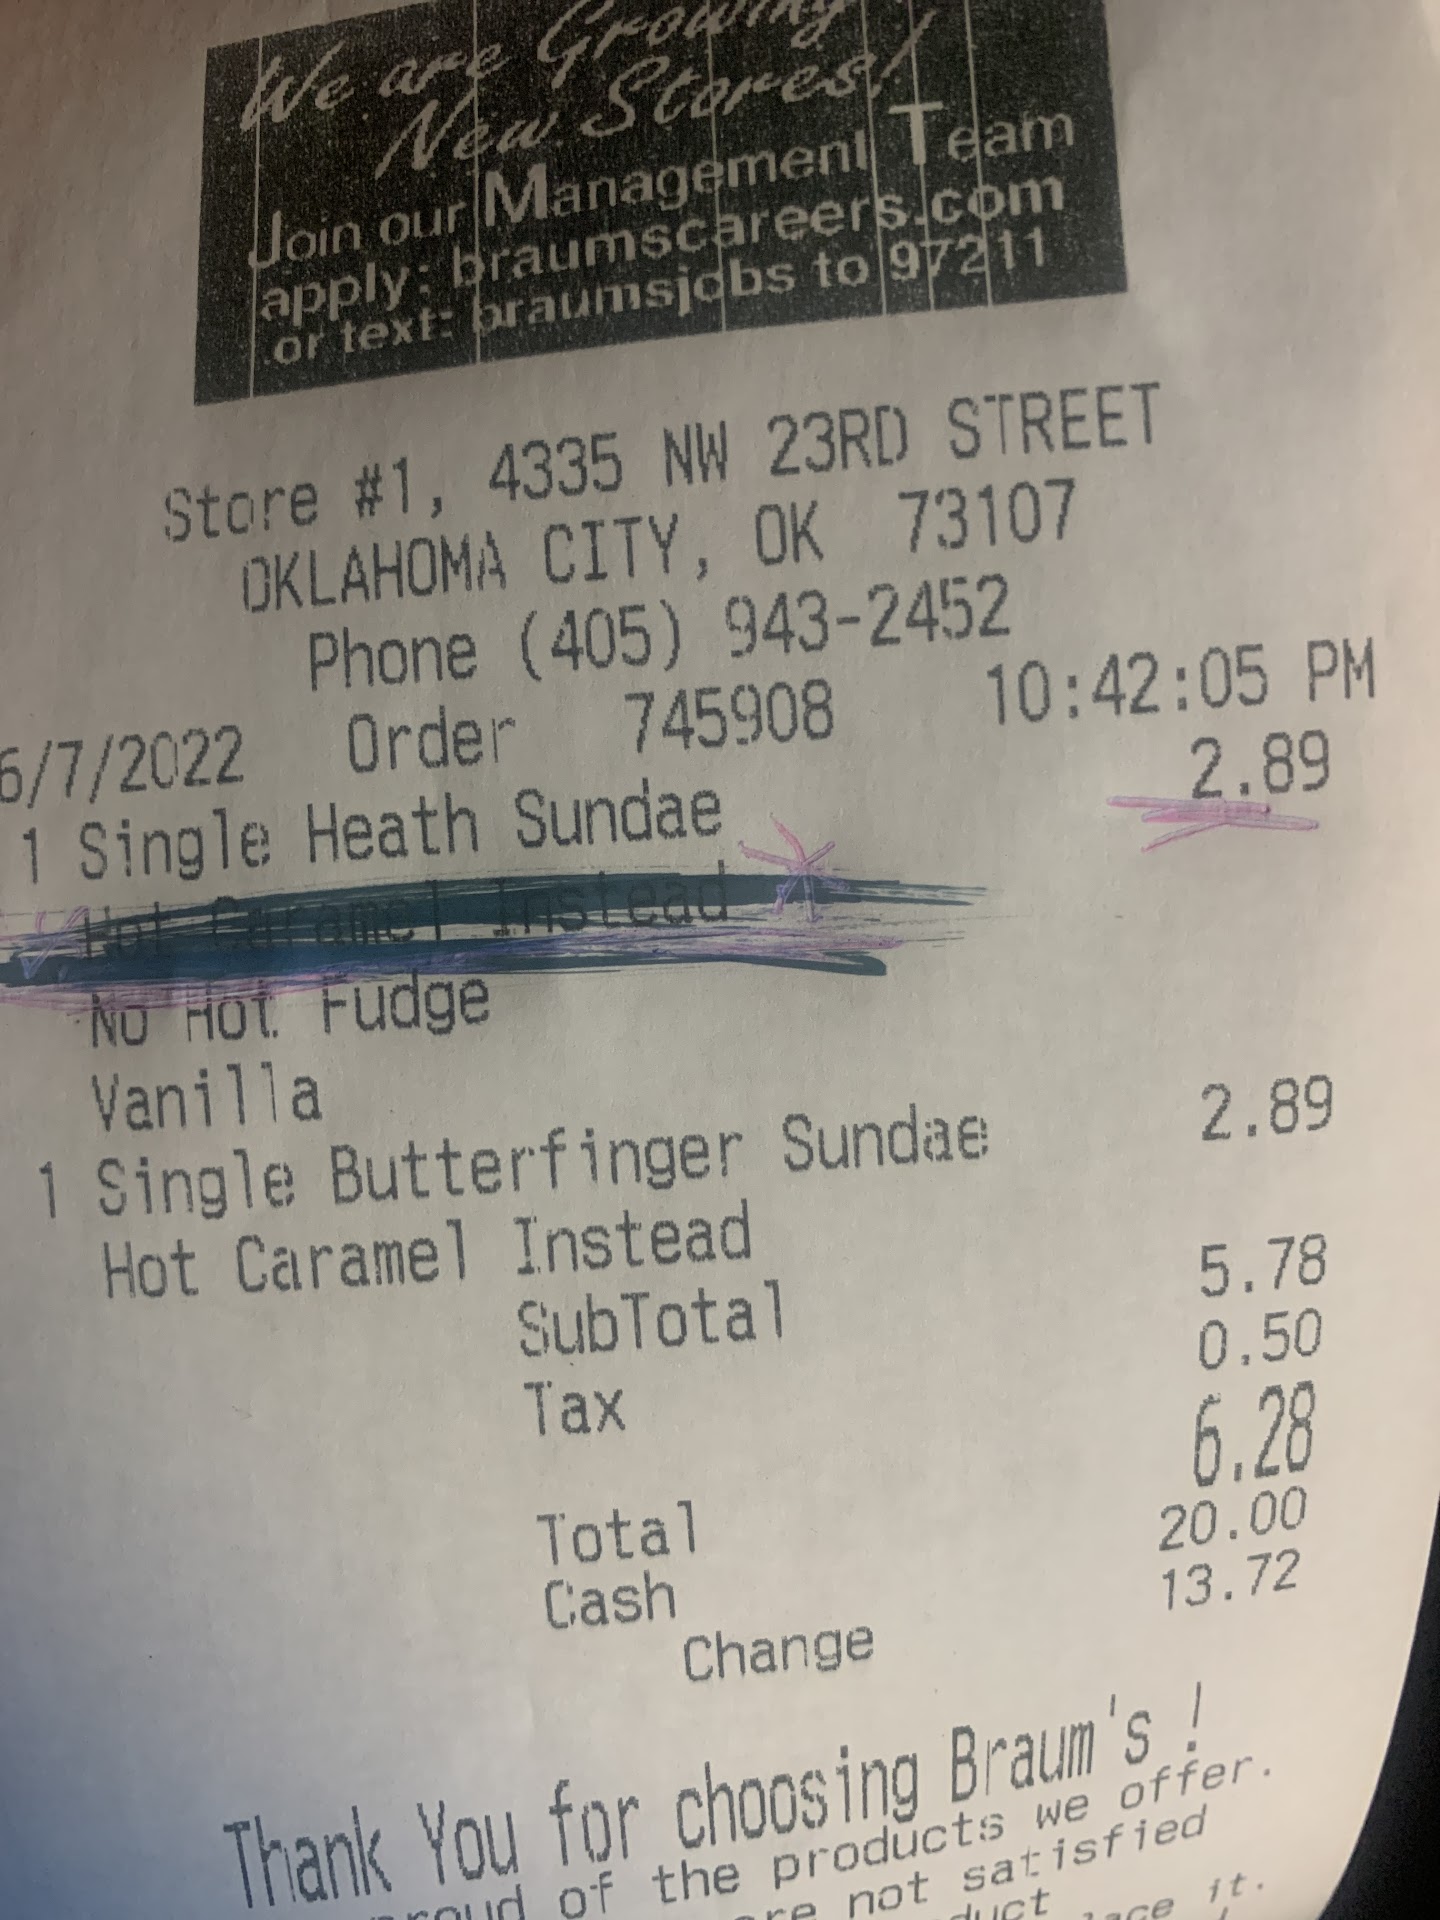 We are Growing
New Stores!
Join our Management Team
apply: braumscareers.com
or text: braumsjobs to 97211
Store #1, 4335 NW 23RD STREET
OKLAHOMA CITY, OK 73107
Phone (405) 943-2452
6/7/2022 Order 745908 10:42:05 PM
1 Single Heath Sundae 2.89
Hot Caramel Instead
No Hot Fudge
Vanilla
1 Single Butterfinger Sundae 2.89
Hot Caramel Instead
SubTotal 5.78
Tax 0.50
Total 6.28
Cash 20.00
Change 13.72
Thank You for choosing Braum's !
of the products we offer.
not satisfied
it.